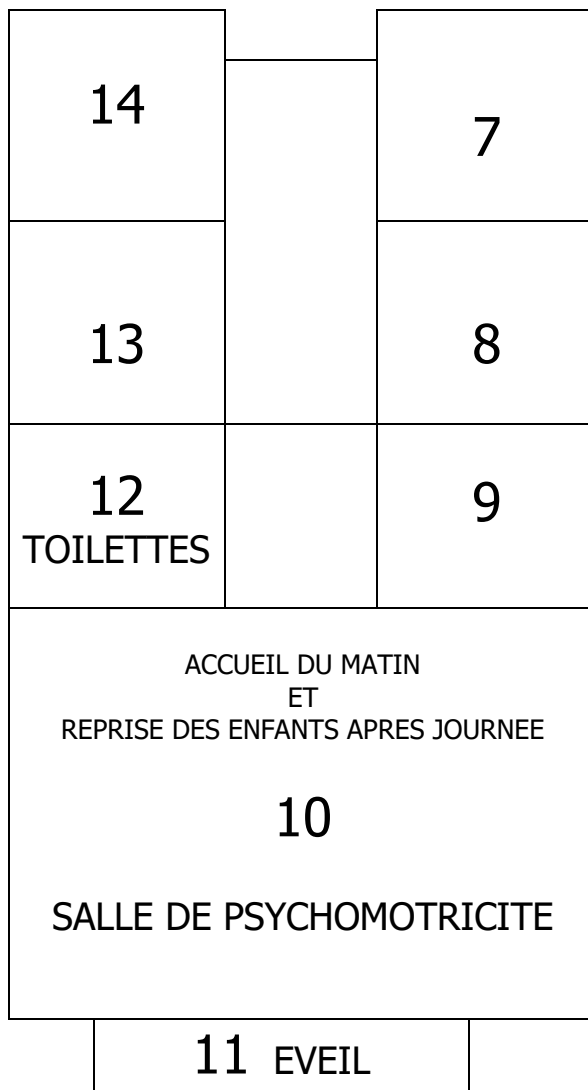 14
7
13
8
12
TOILETTES
9
ACCUEIL DU MATIN
ET
REPRISE DES ENFANTS APRES JOURNEE
10
SALLE DE PSYCHOMOTRICITE
11 EVEIL